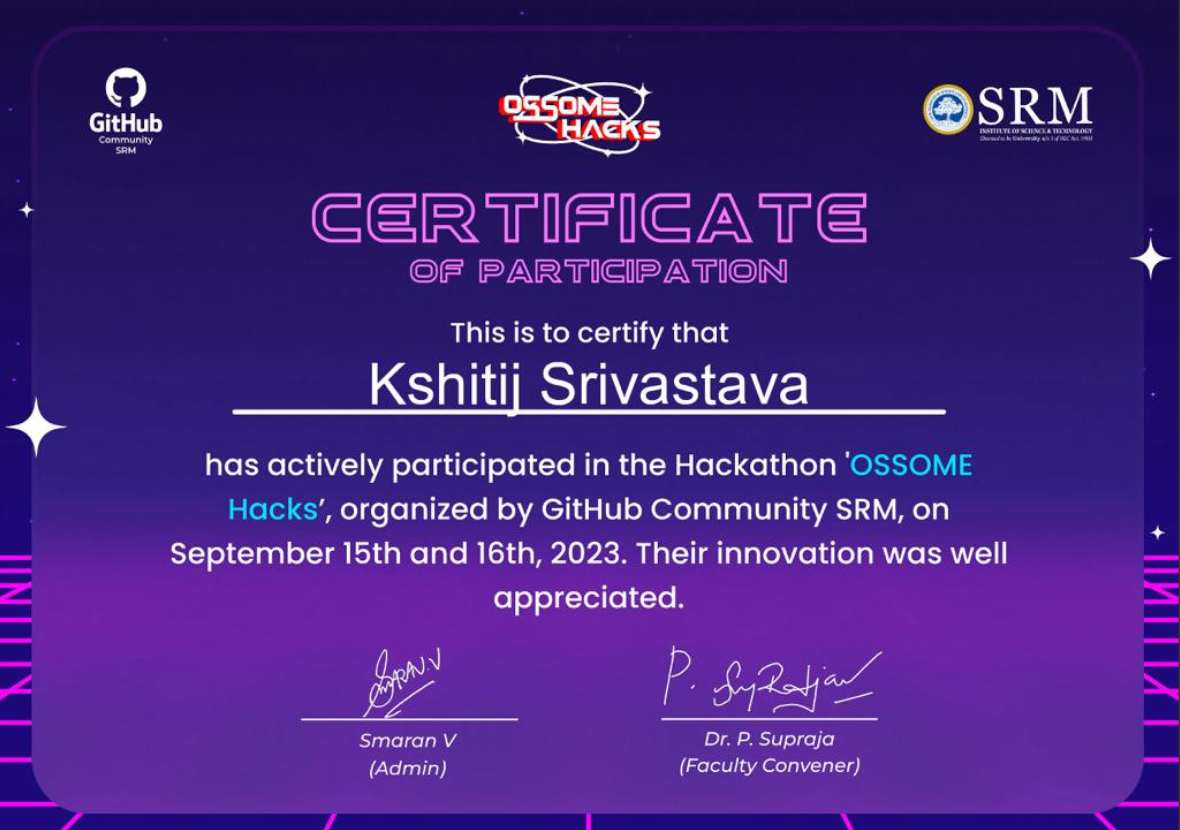 GitHub
Community
SRM
OSSOME
HACKS
SRM
INSTITUTE OF SCIENCE & TECHNOLOGY
(Deemed to be University u/s 3 of UGC Act, 1956)
CERTIFICATE
OF PARTICIPATION
This is to certify that
Kshitij Srivastava
has actively participated in the Hackathon 'OSSOME
Hacks’, organized by GitHub Community SRM, on
September 15th and 16th, 2023. Their innovation was well
appreciated.
Smaran V
(Admin)
Dr. P. Supraja
(Faculty Convener)